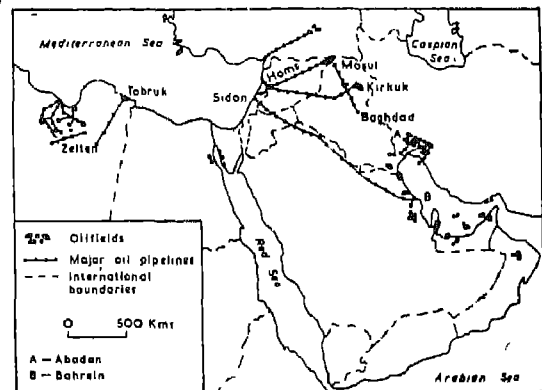 Mediterranean Sea
Caspian
Sea
Tobruk
Homs
Mosul
Sidon
Kirkuk
Baghdad
Zelten
A
B
Red Sea
Oilfields
Major oil pipelines
International
boundaries
0 500 Kms
A — Abadan
B — Bahrein
Arabian Sea